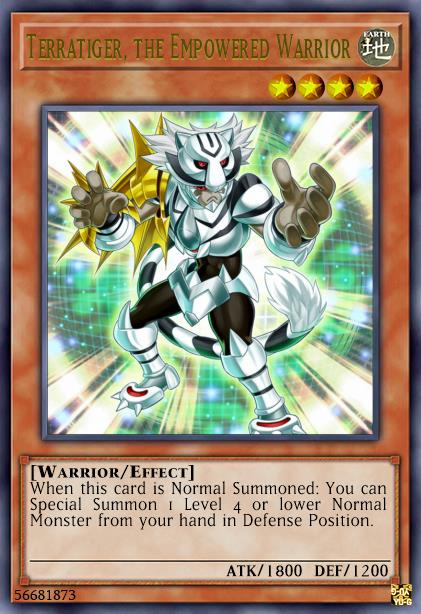 Terratiger, the Empowered Warrior
EARTH
地
[Warrior/Effect]
When this card is Normal Summoned: You can
Special Summon 1 Level 4 or lower Normal
Monster from your hand in Defense Position.
ATK/1800 DEF/1200
56681873